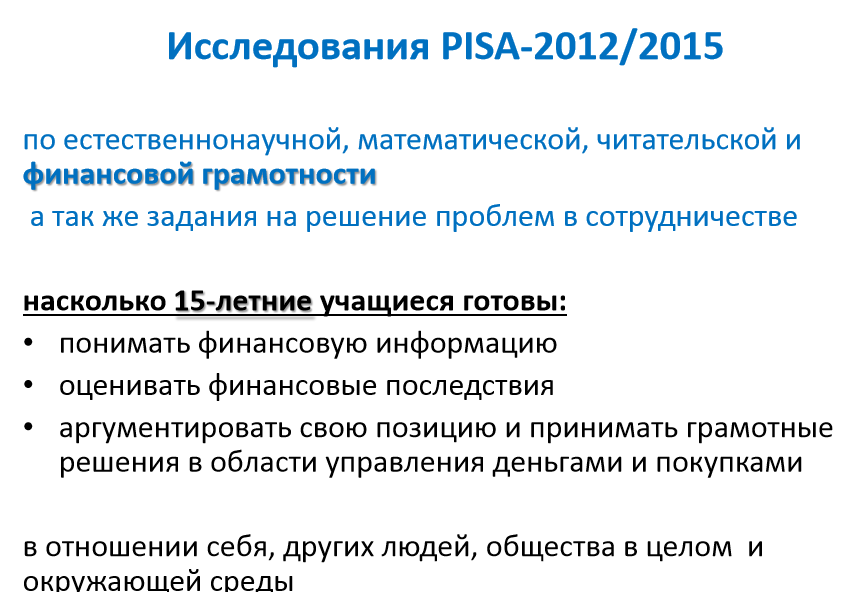 Исследования PISA-2012/2015
по естественнонаучной, математической, читательской и
финансовой грамотности
а так же задания на решение проблем в сотрудничестве
насколько 15-летние учащиеся готовы:
• понимать финансовую информацию
• оценивать финансовые последствия
• аргументировать свою позицию и принимать грамотные
решения в области управления деньгами и покупками
в отношении себя, других людей, общества в целом и
окружающей среды